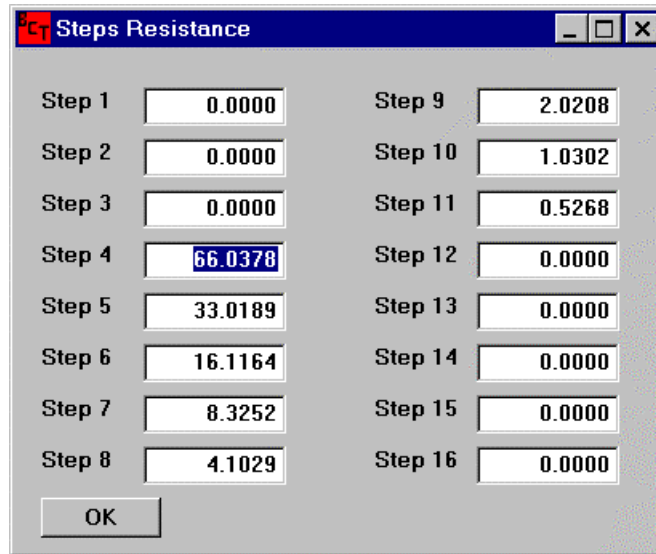 BCT Steps Resistance
Step 1 0.0000 Step 9 2.0208
Step 2 0.0000 Step 10 1.0302
Step 3 0.0000 Step 11 0.5268
Step 4 66.0378 Step 12 0.0000
Step 5 33.0189 Step 13 0.0000
Step 6 16.1164 Step 14 0.0000
Step 7 8.3252 Step 15 0.0000
Step 8 4.1029 Step 16 0.0000
OK